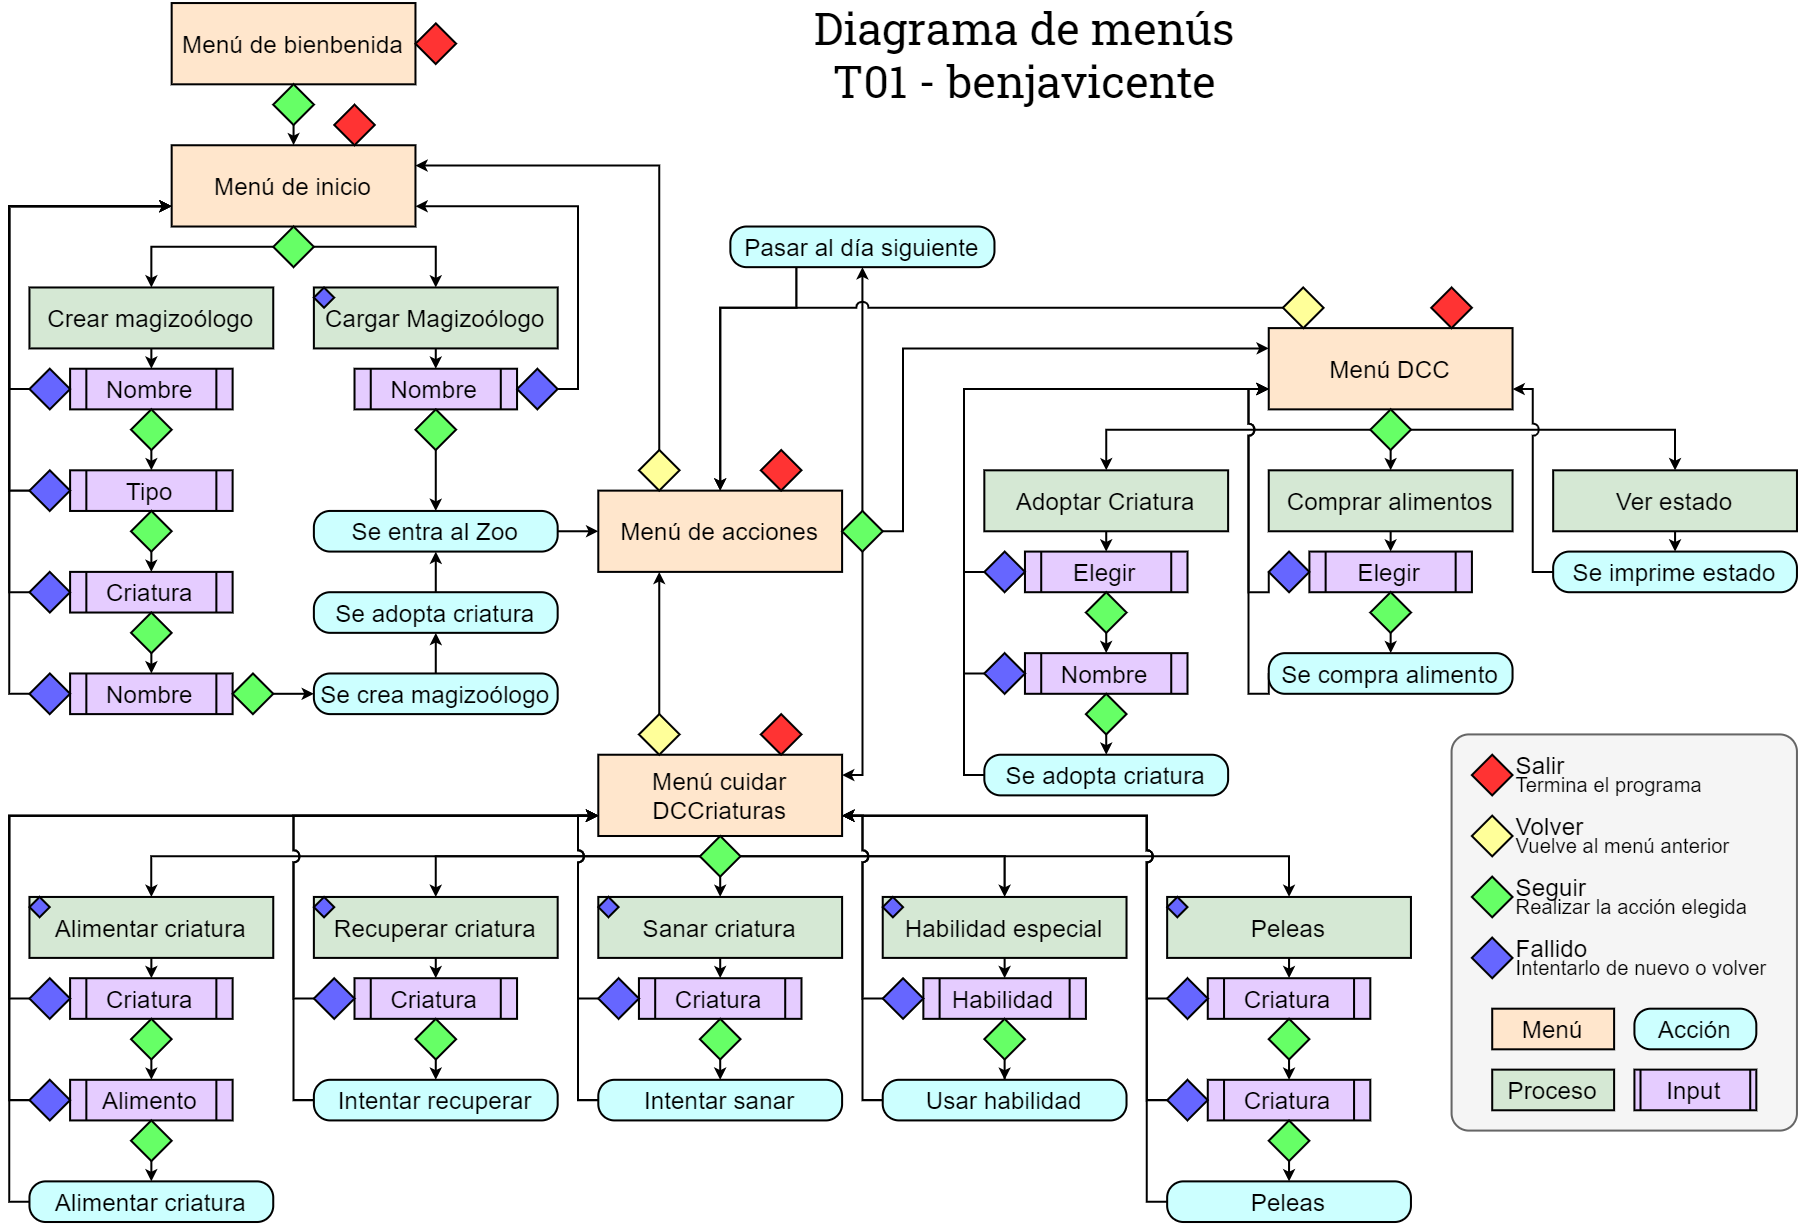 Diagrama de menús
T01 - benjavicente
Menú de bienbenida
Menú de inicio
Crear magizoólogo
Cargar Magizoólogo
Nombre
Nombre
Tipo
Criatura
Nombre
Se entra al Zoo
Se adopta criatura
Se crea magizoólogo
Pasar al día siguiente
Menú de acciones
Menú DCC
Adoptar Criatura
Comprar alimentos
Ver estado
Elegir
Elegir
Se imprime estado
Nombre
Se compra alimento
Se adopta criatura
Menú cuidar
DCCriaturas
Alimentar criatura
Recuperar criatura
Sanar criatura
Habilidad especial
Peleas
Criatura
Criatura
Criatura
Habilidad
Criatura
Alimento
Intentar recuperar
Intentar sanar
Usar habilidad
Criatura
Alimentar criatura
Peleas
Salir
Termina el programa
Volver
Vuelve al menú anterior
Seguir
Realizar la acción elegida
Fallido
Intentarlo de nuevo o volver
Menú
Acción
Proceso
Input